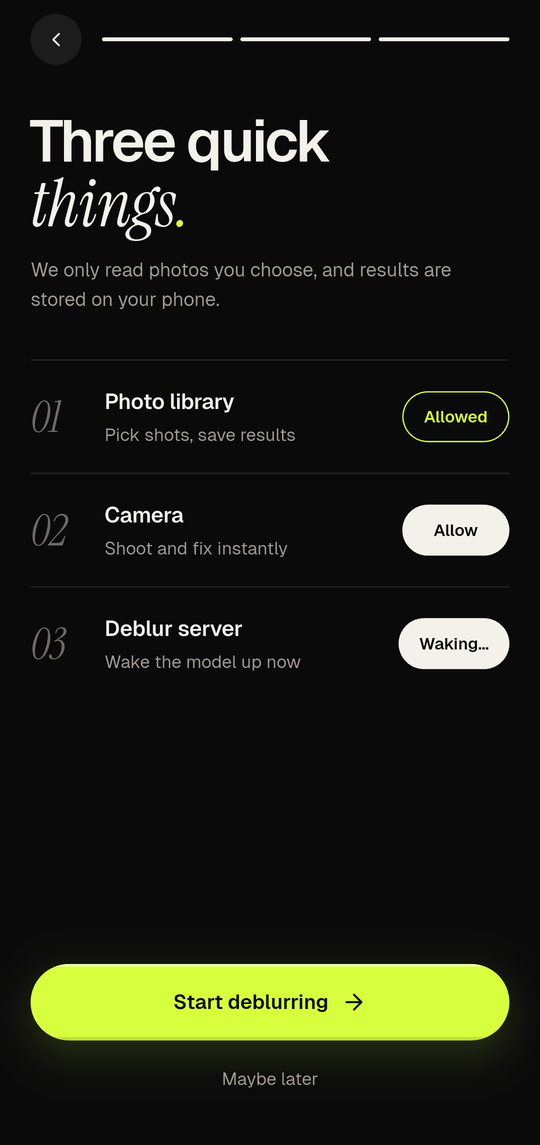 Three quick
things.
We only read photos you choose, and results are
stored on your phone.
01
Photo library
Pick shots, save results
Allowed
02
Camera
Shoot and fix instantly
Allow
03
Deblur server
Wake the model up now
Waking...
Start deblurring
Maybe later